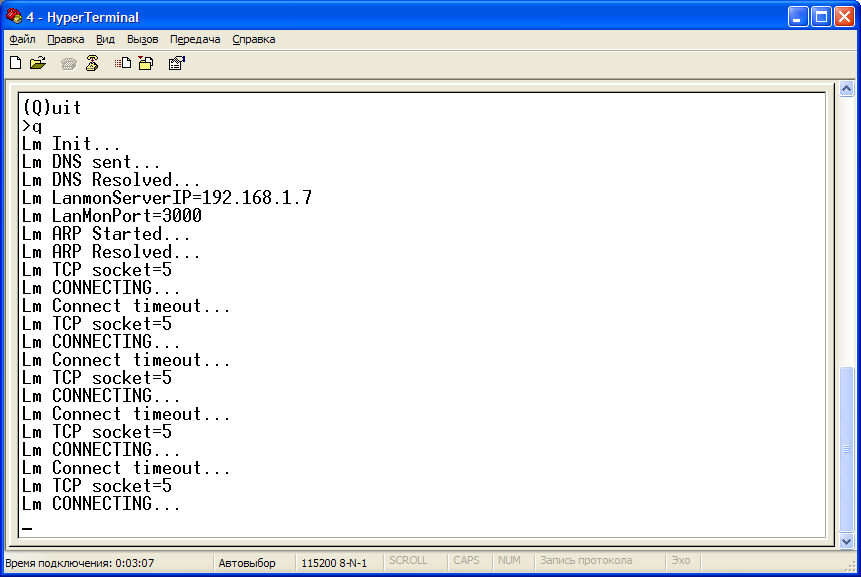 4 - HyperTerminal
Файл Правка Вид Вызов Передача Справка
(Q)uit
>q
Lm Init...
Lm DNS sent...
Lm DNS Resolved...
Lm LanmonServerIP=192.168.1.7
Lm LanMonPort=3000
Lm ARP Started...
Lm ARP Resolved...
Lm TCP socket=5
Lm CONNECTING...
Lm Connect timeout...
Lm TCP socket=5
Lm CONNECTING...
Lm Connect timeout...
Lm TCP socket=5
Lm CONNECTING...
Lm Connect timeout...
Lm TCP socket=5
Lm CONNECTING...
Lm Connect timeout...
Lm TCP socket=5
Lm CONNECTING...
_
Время подключения: 0:03:07 Автовыбор 115200 8-N-1 SCROLL CAPS NUM Запись протокола Эхо